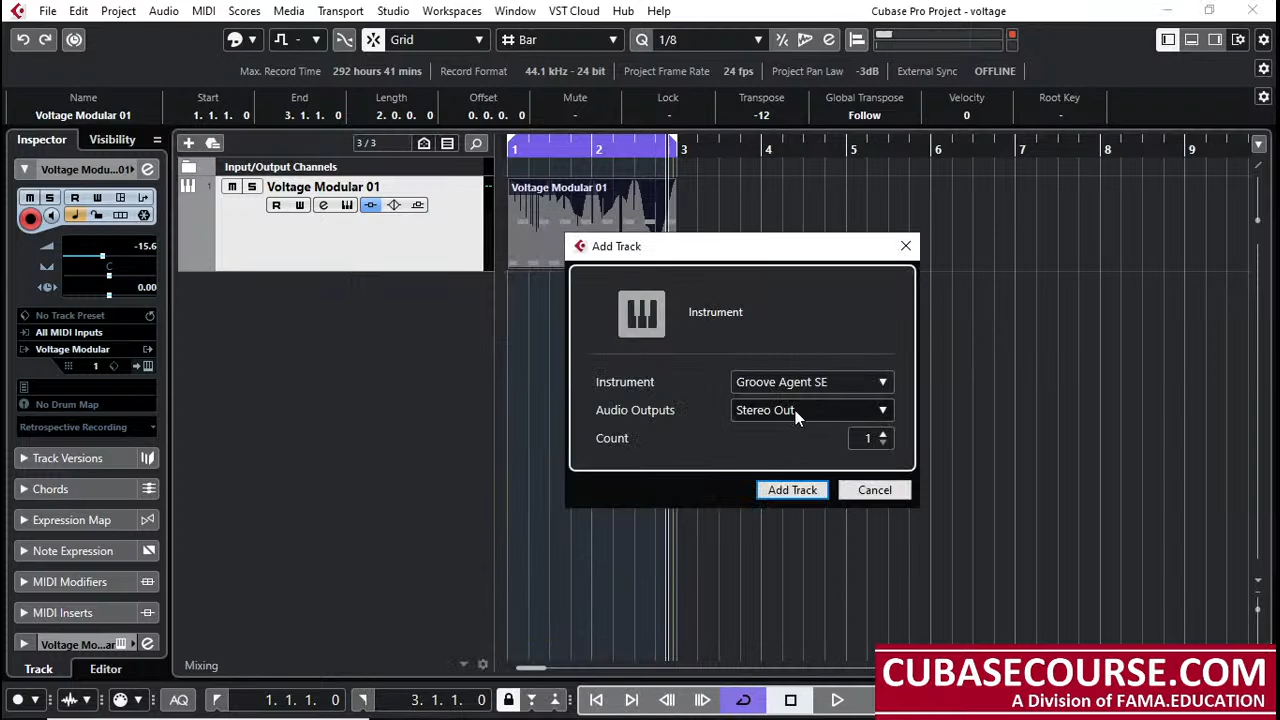 File Edit Project Audio MIDI Scores Media Transport Studio Workspaces Window VST Cloud Hub Help Cubase Pro Project - voltage
- Grid Bar 1/8
Max. Record Time 292 hours 41 mins Record Format 44.1 kHz - 24 bit Project Frame Rate 24 fps Project Pan Law -3dB External Sync OFFLINE
Name Start End Length Offset Mute Lock Transpose Global Transpose Velocity Root Key
Voltage Modular 01 1. 1. 1. 0 3. 1. 1. 0 2. 0. 0. 0 0. 0. 0. 0 - - -12 Follow 0 -
Inspector Visibility 3 / 3 1 2 3 4 5 6 7 8 9
Voltage Modu...01 Input/Output Channels
1 M S Voltage Modular 01 Voltage Modular 01
M S R W R W e
-15.6
C
0.00
No Track Preset
All MIDI Inputs
Voltage Modular
1
No Drum Map
Retrospective Recording
Track Versions
Chords
Expression Map
Note Expression
MIDI Modifiers
MIDI Inserts
Voltage Mo...ar
Track Editor Mixing
Add Track
Instrument
Instrument Groove Agent SE
Audio Outputs Stereo Out
Count 1
Add Track Cancel
AQ 1. 1. 1. 0 3. 1. 1. 0
CUBASECOURSE.COM
A Division of FAMA.EDUCATION